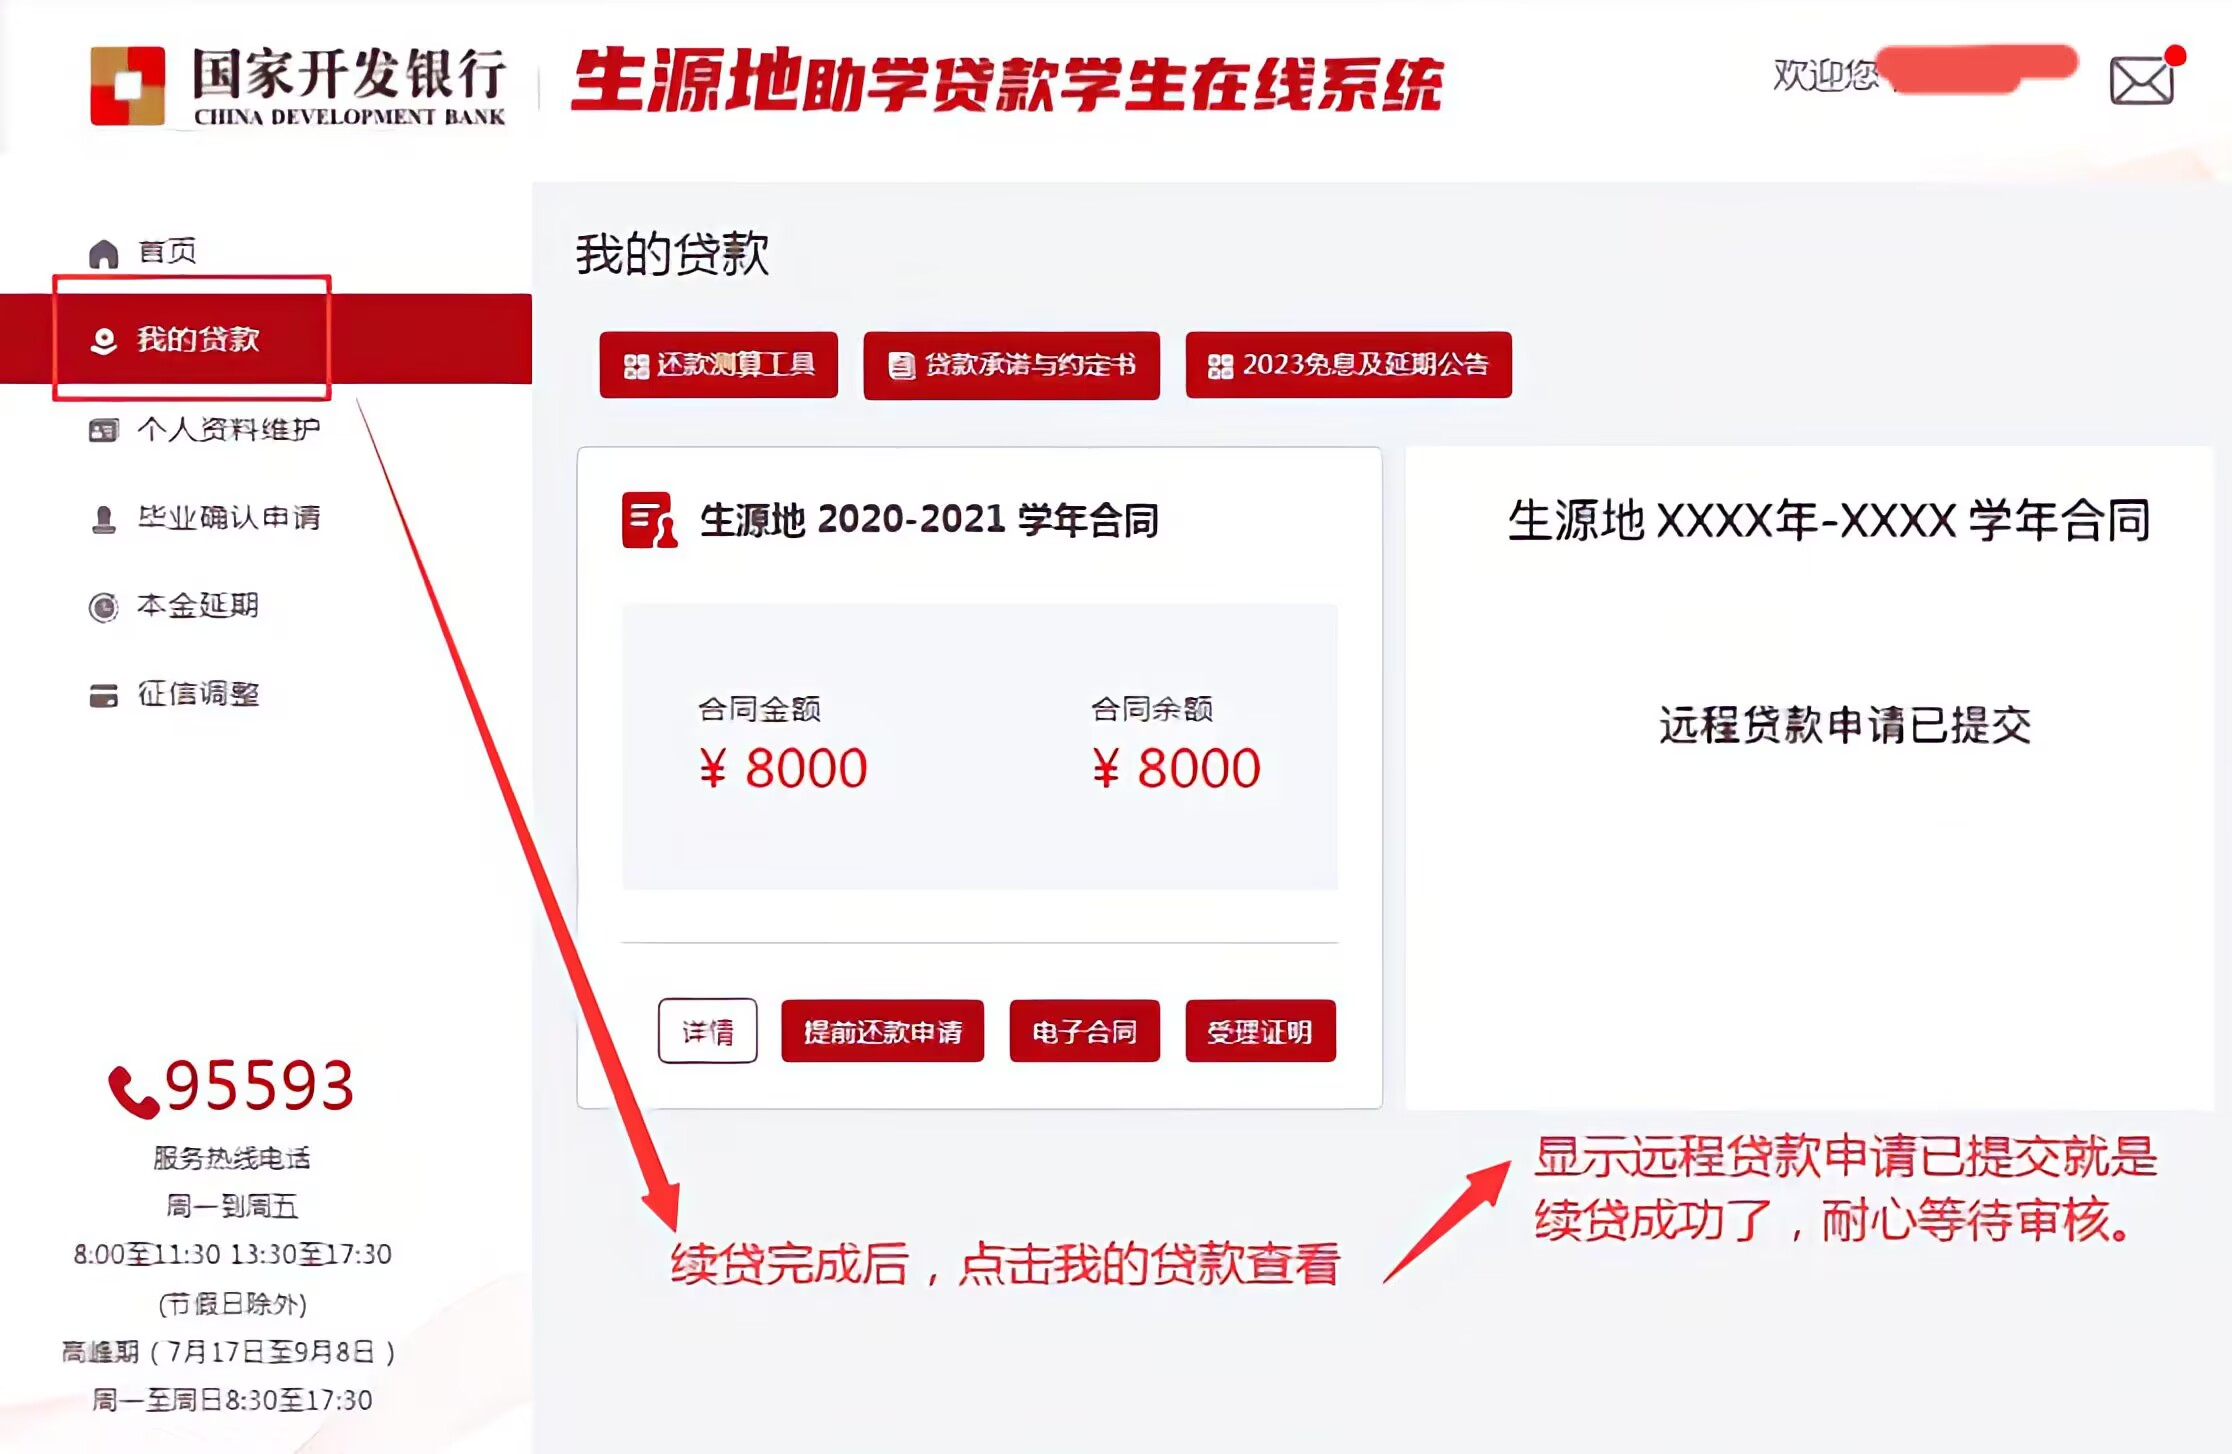 国家开发银行
CHINA DEVELOPMENT BANK
生源地助学贷款学生在线系统
欢迎您
首页
我的贷款
个人资料维护
毕业确认申请
本金延期
征信调整
95593
服务热线电话
周一到周五
8:00至11:30 13:30至17:30
(节假日除外)
高峰期（7月17日至9月8日）
周一至周日8:30至17:30
我的贷款
还款测算工具
贷款承诺与约定书
2023免息及延期公告
生源地 2020-2021 学年合同
合同金额
¥ 8000
合同余额
¥ 8000
详情
提前还款申请
电子合同
受理证明
生源地 XXXX年-XXXX 学年合同
远程贷款申请已提交
续贷完成后，点击我的贷款查看
显示远程贷款申请已提交就是
续贷成功了，耐心等待审核。